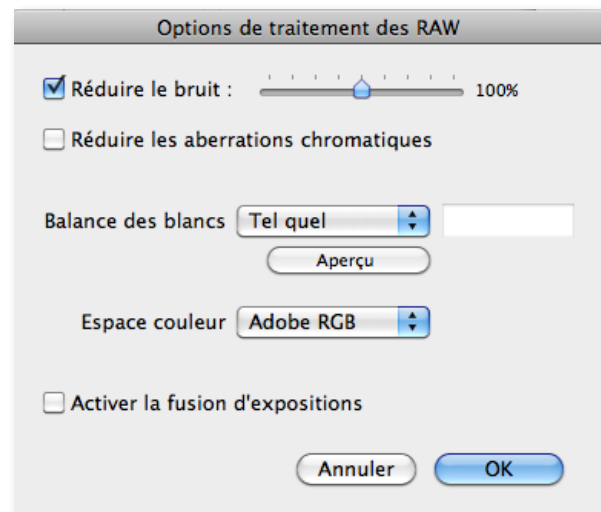 Options de traitement des RAW
Réduire le bruit : 100%
Réduire les aberrations chromatiques
Balance des blancs Tel quel
Aperçu
Espace couleur Adobe RGB
Activer la fusion d'expositions
Annuler OK